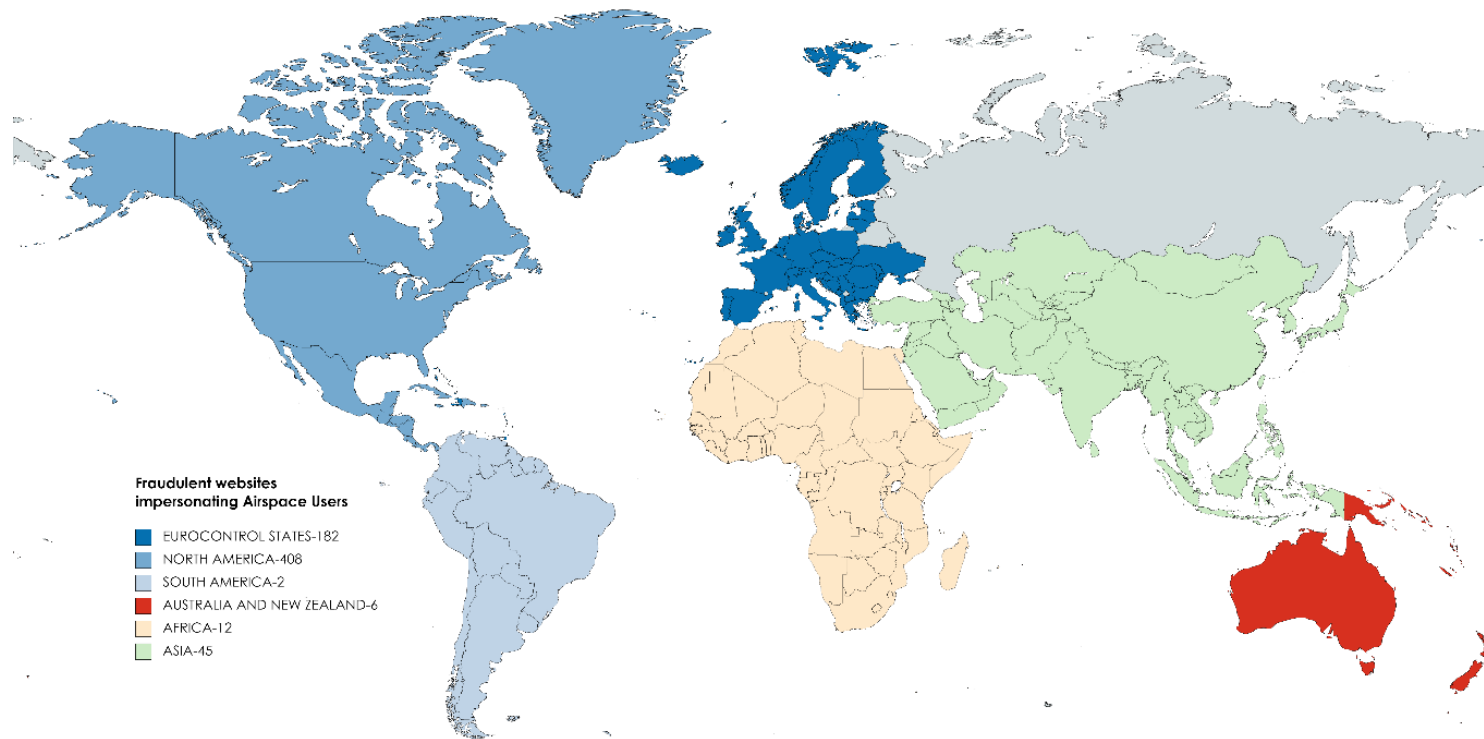 Fraudulent websites
impersonating Airspace Users
EUROCONTROL STATES-182
NORTH AMERICA-408
SOUTH AMERICA-2
AUSTRALIA AND NEW ZEALAND-6
AFRICA-12
ASIA-45